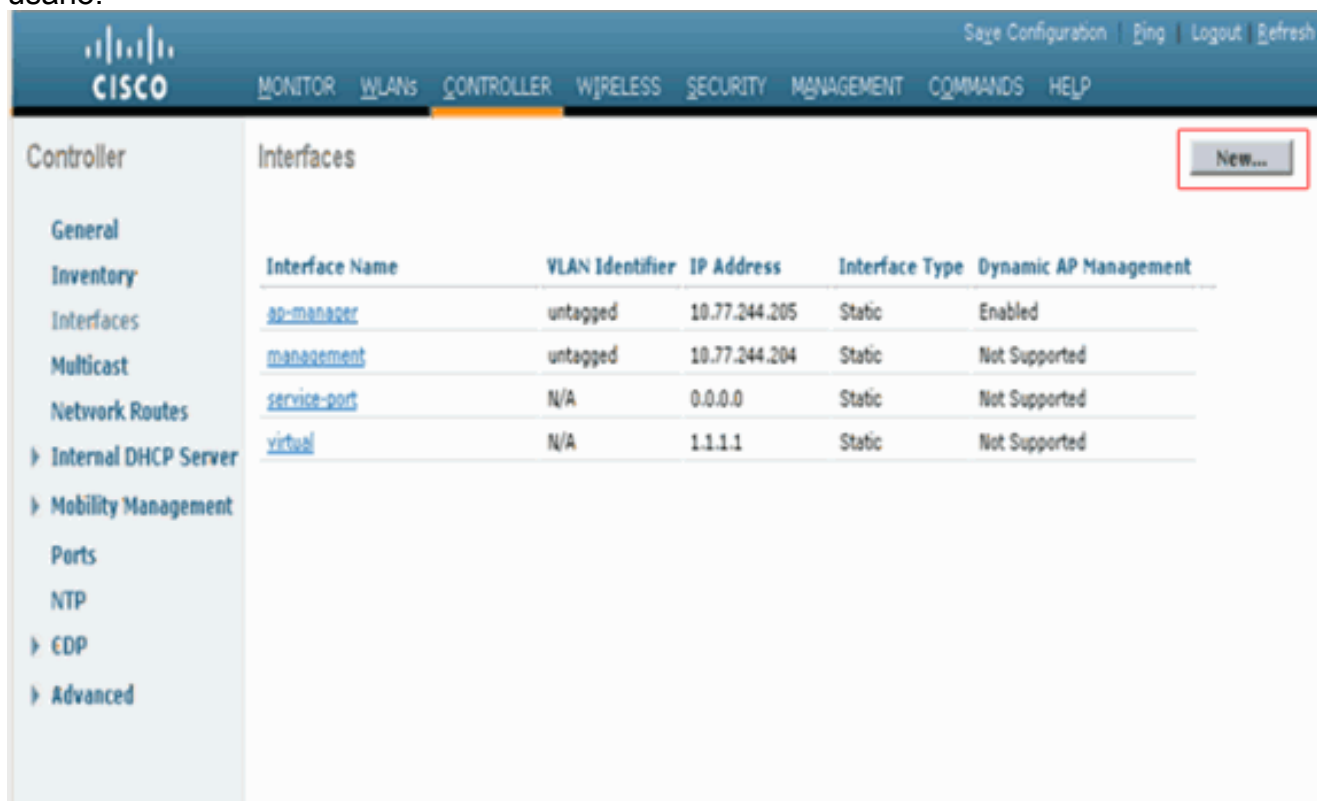 usario.
Save Configuration | Ping | Logout | Refresh
CISCO MONITOR WLANs CONTROLLER WIRELESS SECURITY MANAGEMENT COMMANDS HELP
Controller
General
Inventory
Interfaces
Multicast
Network Routes
Internal DHCP Server
Mobility Management
Ports
NTP
CDP
Advanced
Interfaces
New...
Interface Name VLAN Identifier IP Address Interface Type Dynamic AP Management
ap-manager untagged 10.77.244.205 Static Enabled
management untagged 10.77.244.204 Static Not Supported
service-port N/A 0.0.0.0 Static Not Supported
virtual N/A 1.1.1.1 Static Not Supported